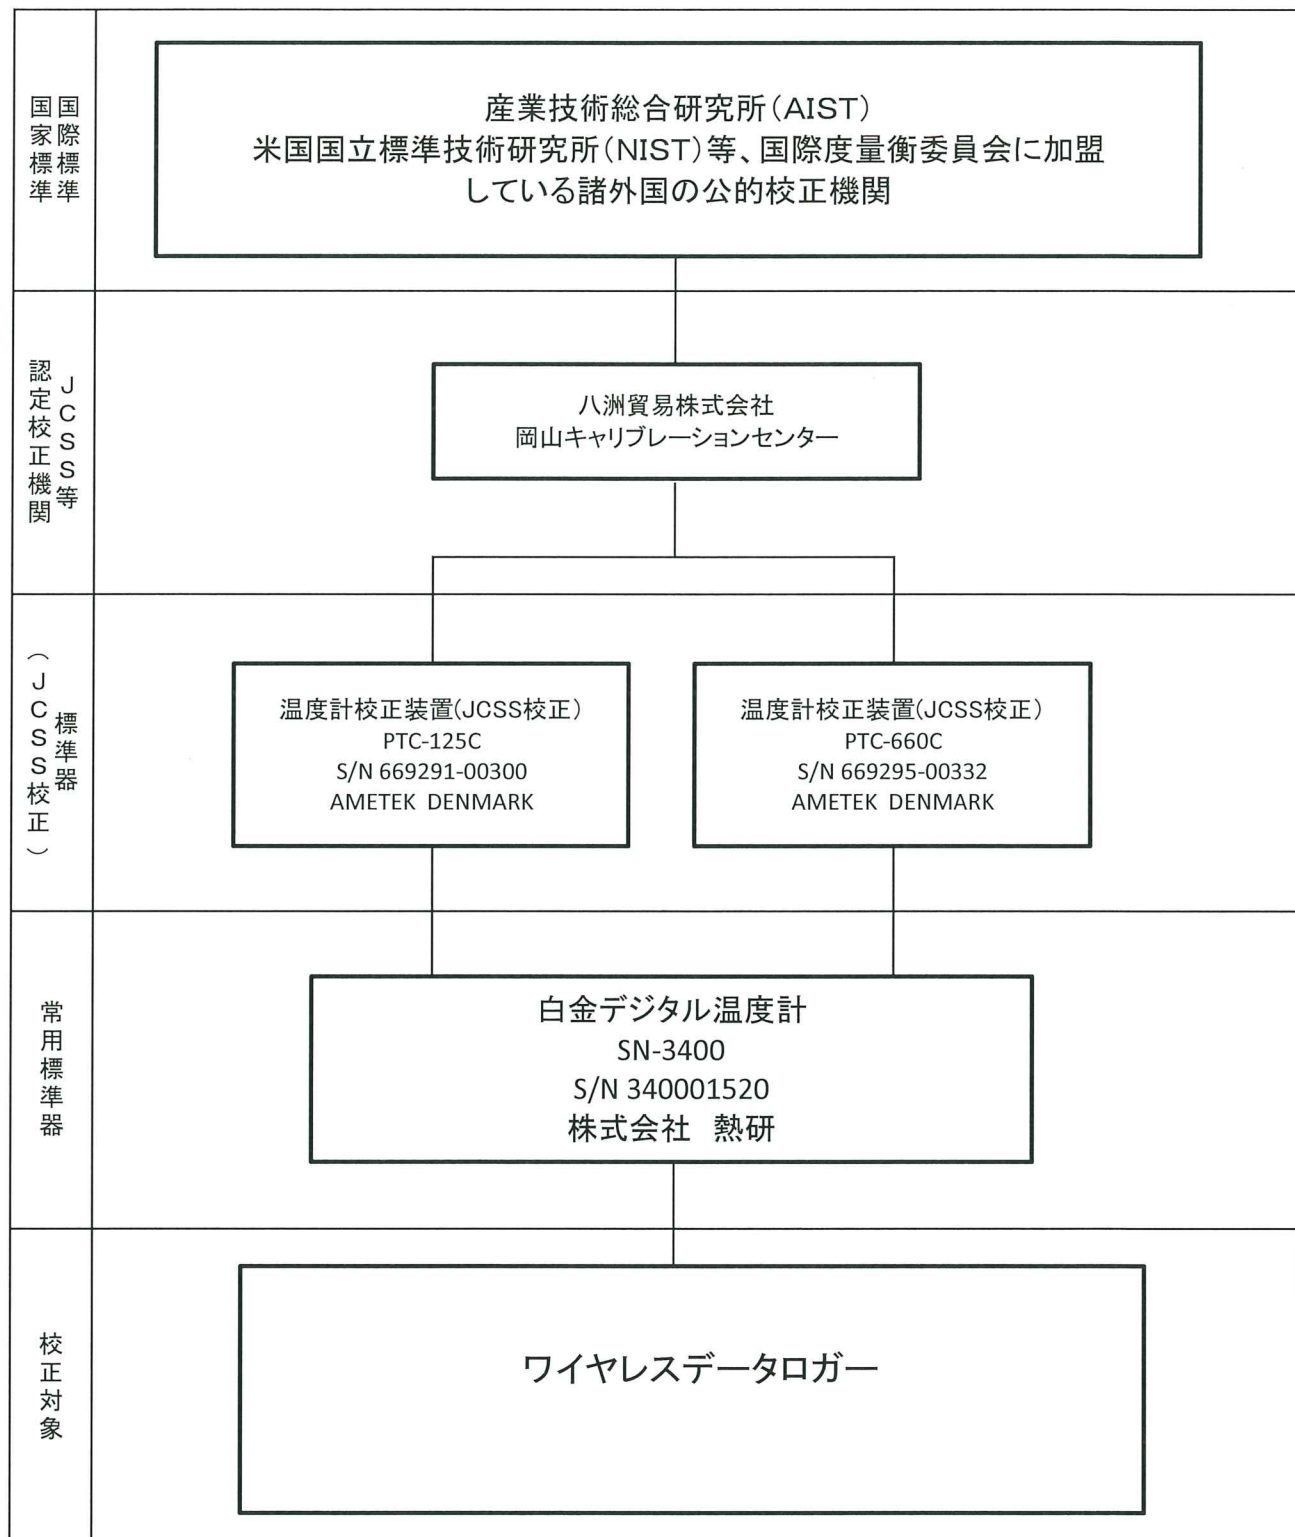 国際標準
国家標準
産業技術総合研究所(AIST)
米国国立標準技術研究所(NIST)等、国際度量衡委員会に加盟
している諸外国の公的校正機関
JCSS等
認定校正機関
八洲貿易株式会社
岡山キャリブレーションセンター
標準器
(JCSS校正)
温度計校正装置(JCSS校正)
PTC-125C
S/N 669291-00300
AMETEK DENMARK
温度計校正装置(JCSS校正)
PTC-660C
S/N 669295-00332
AMETEK DENMARK
常用標準器
白金デジタル温度計
SN-3400
S/N 340001520
株式会社 熱研
校正対象
ワイヤレスデータロガー